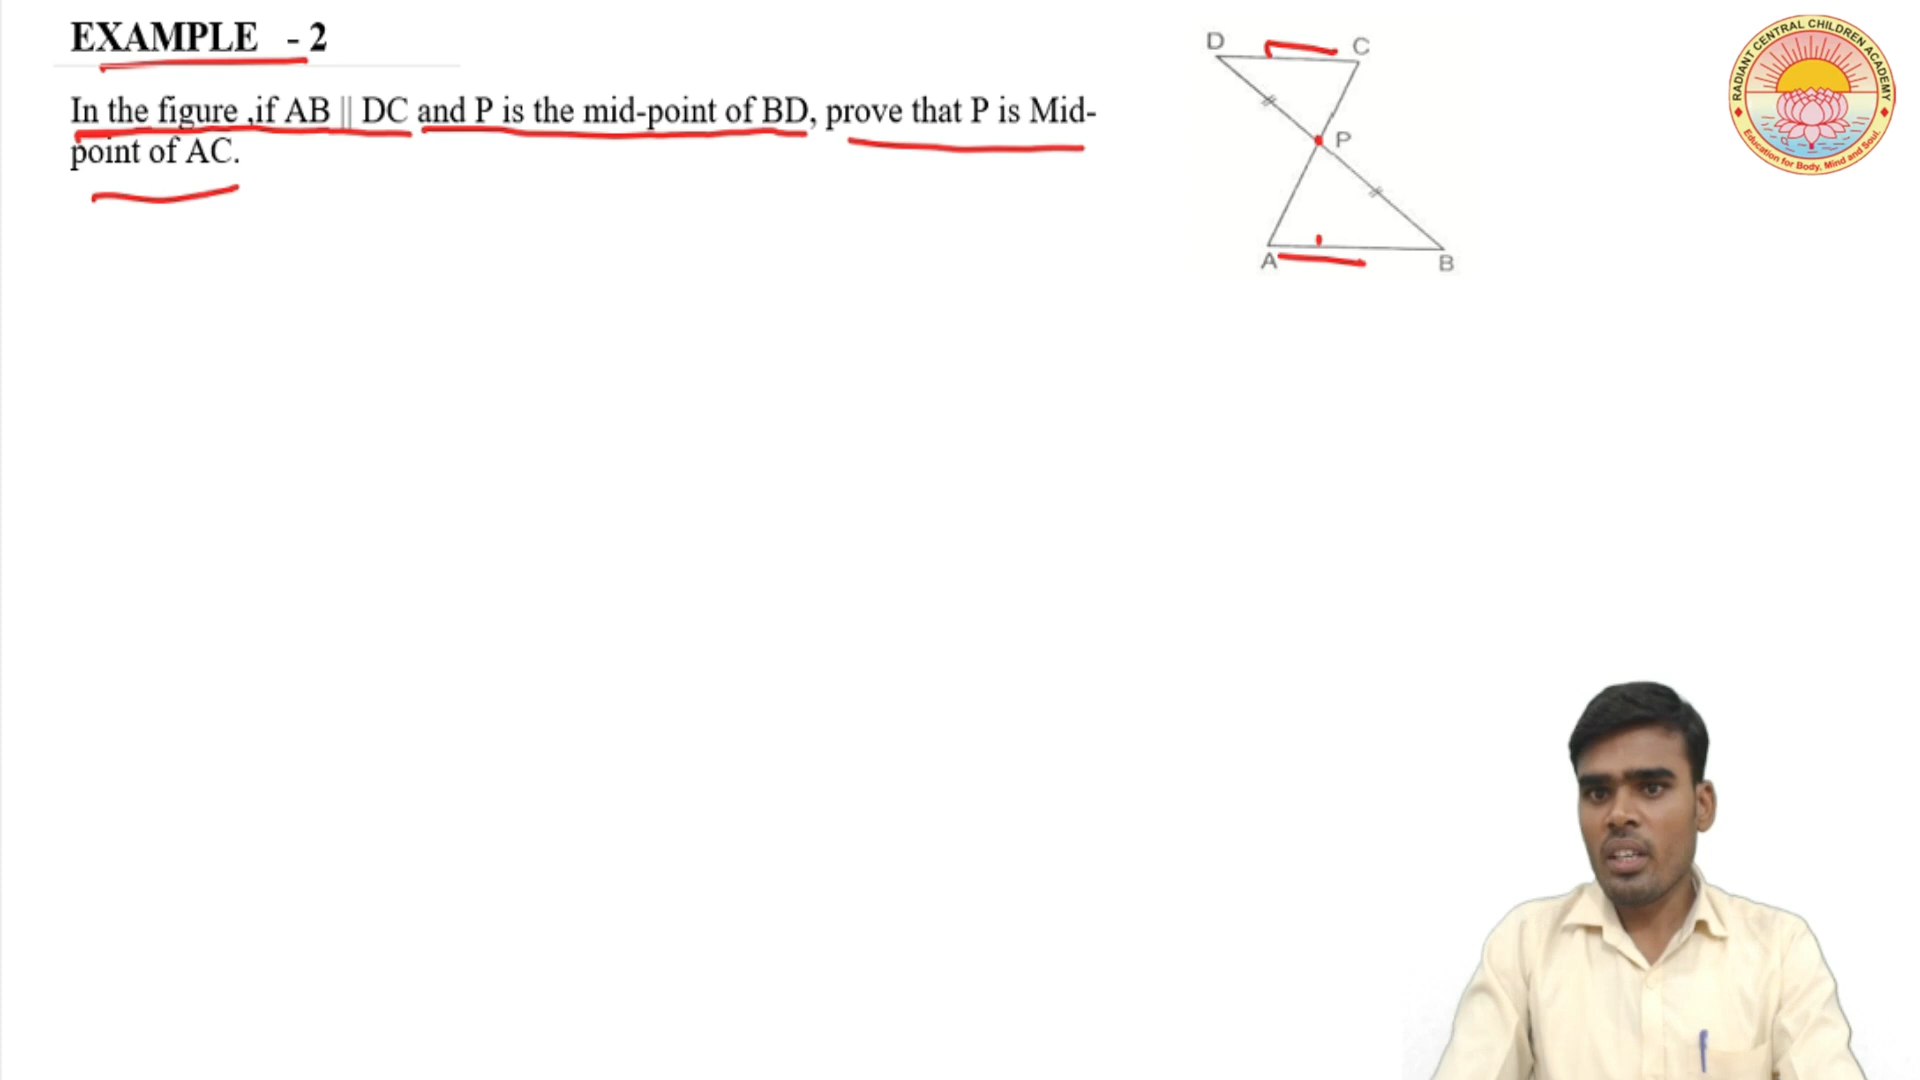 EXAMPLE - 2
In the figure ,if AB || DC and P is the mid-point of BD, prove that P is Mid-
point of AC.
D
C
P
A
B
RADIANT CENTRAL CHILDREN ACADEMY
Education for Body, Mind and Soul.